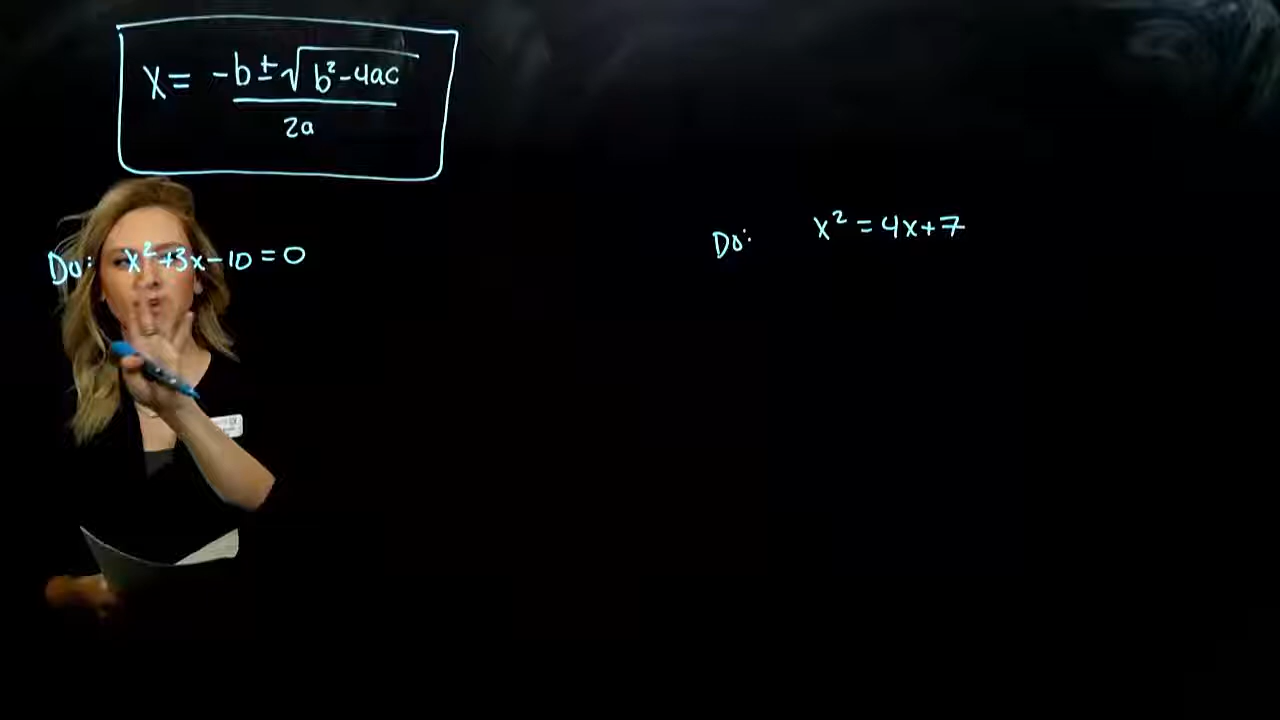 x = -b ± √b² - 4ac
2a
Do: x² + 3x - 10 = 0
Do: x² = 4x + 7